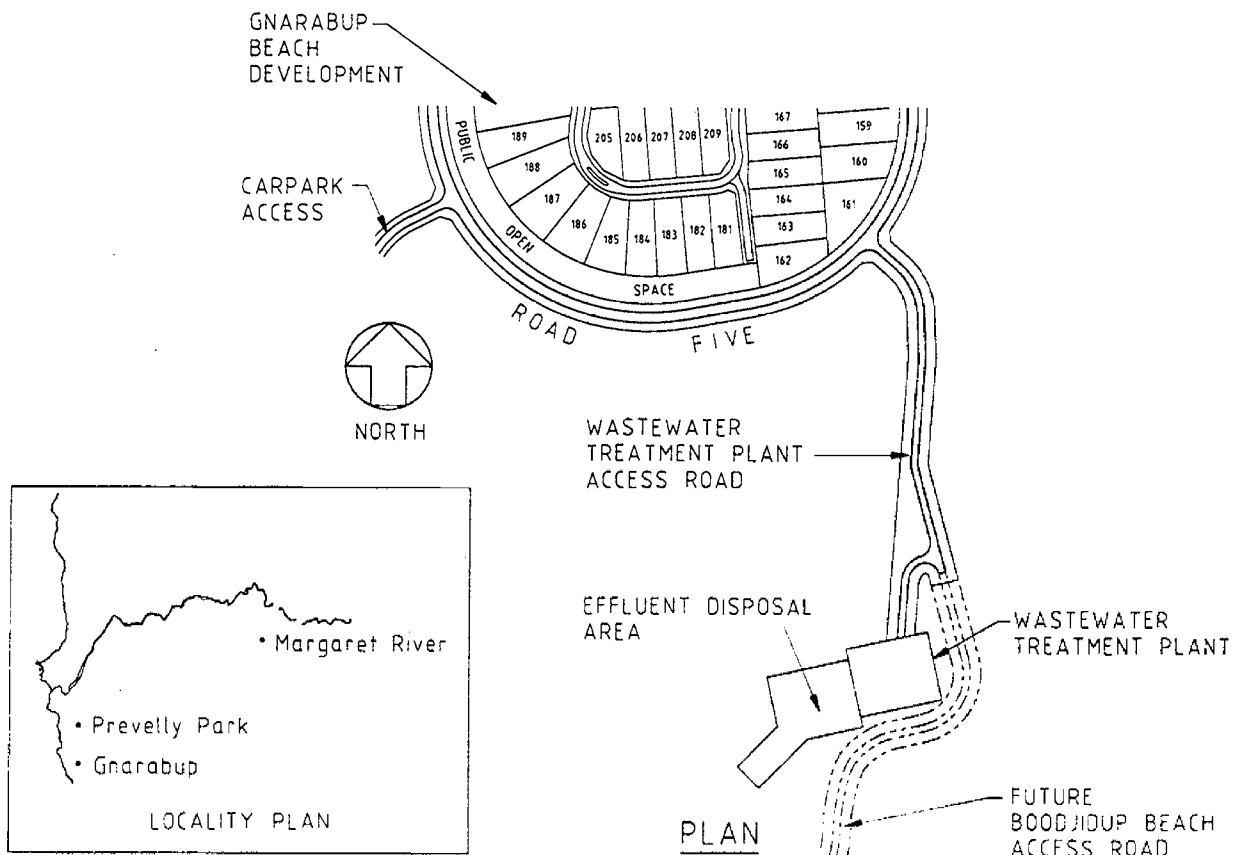 GNARABUP
BEACH
DEVELOPMENT
CARPARK
ACCESS
PUBLIC
OPEN
SPACE
189
188
187
186
185
184
183
182
181
205
206
207
208
209
167
166
165
164
163
162
159
160
161
ROAD FIVE
NORTH
WASTEWATER
TREATMENT PLANT
ACCESS ROAD
EFFLUENT DISPOSAL
AREA
WASTEWATER
TREATMENT PLANT
• Margaret River
• Prevelly Park
• Gnarabup
LOCALITY PLAN
PLAN
FUTURE
BOODJIDUP BEACH
ACCESS ROAD